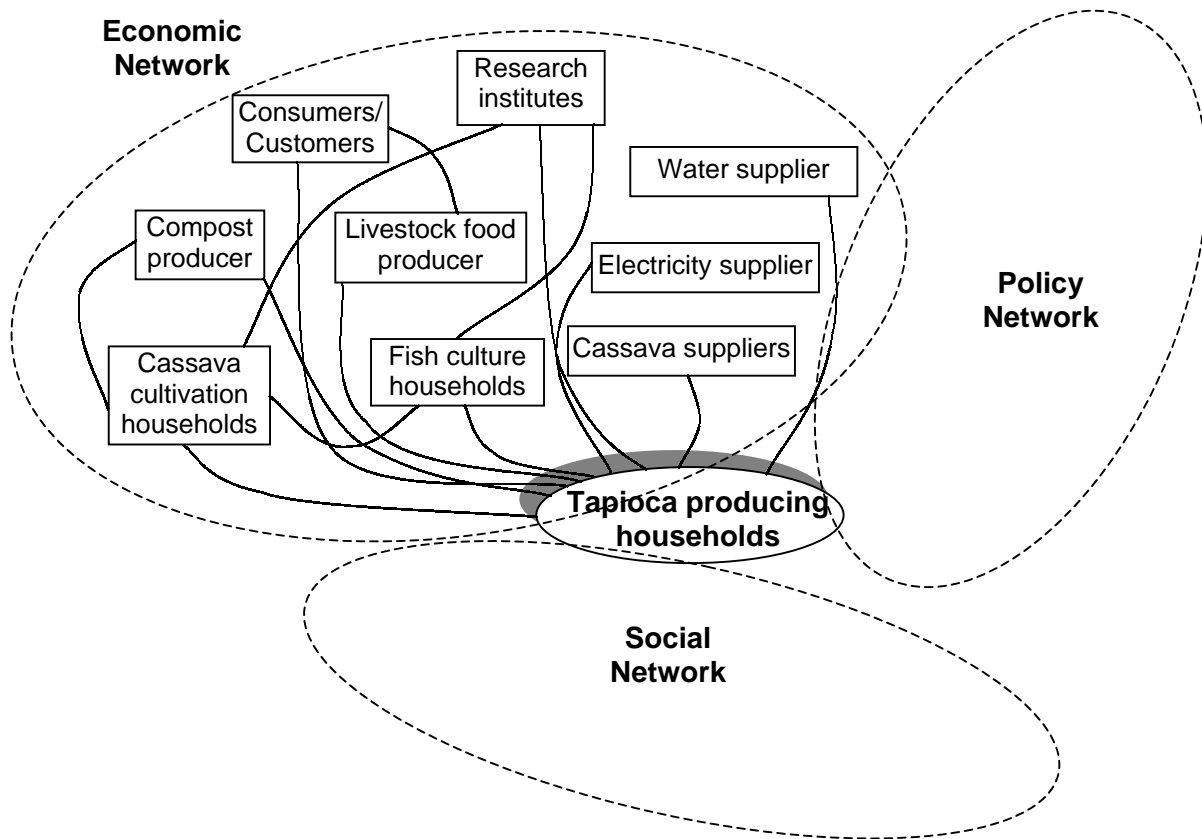 Economic
Network
Research
institutes
Consumers/
Customers
Water supplier
Compost
producer
Livestock food
producer
Electricity supplier
Policy
Network
Cassava suppliers
Cassava
cultivation
households
Fish culture
households
Tapioca producing
households
Social
Network